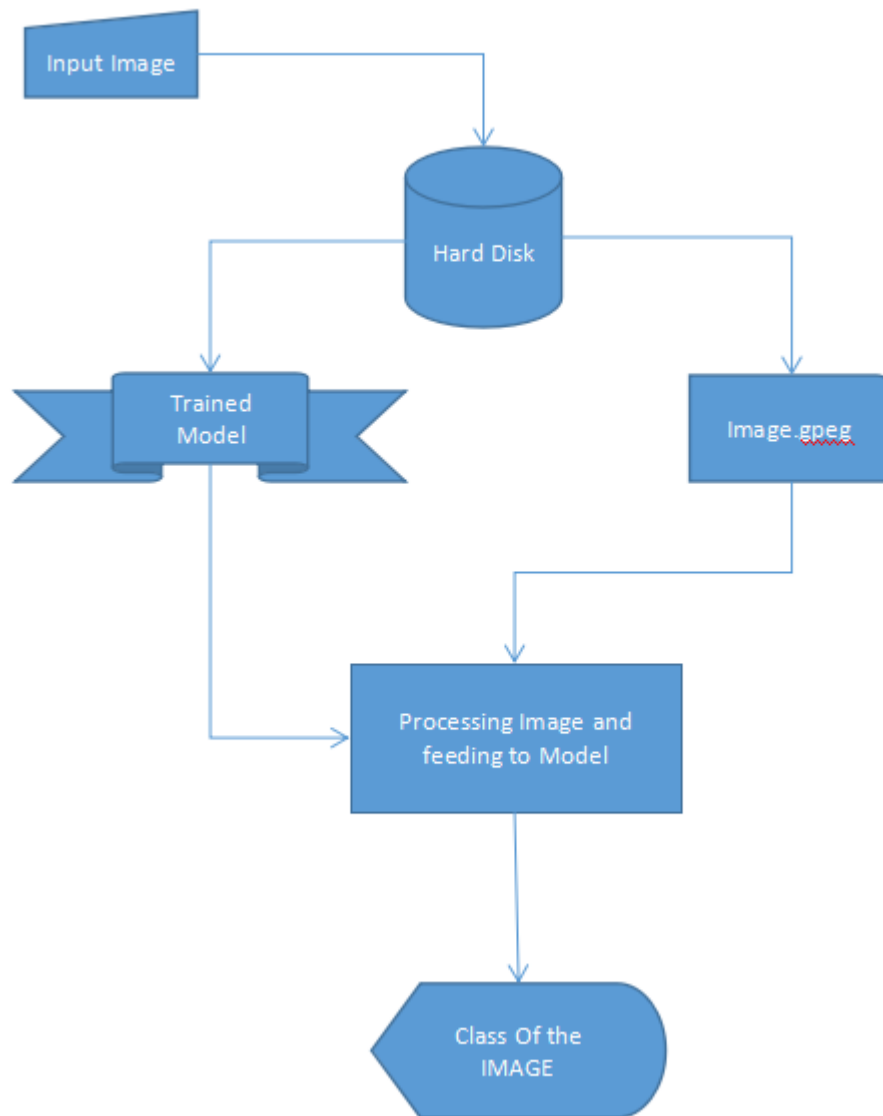 Input Image
Hard Disk
Trained
Model
Image.gpeg
Processing Image and
feeding to Model
Class Of the
IMAGE